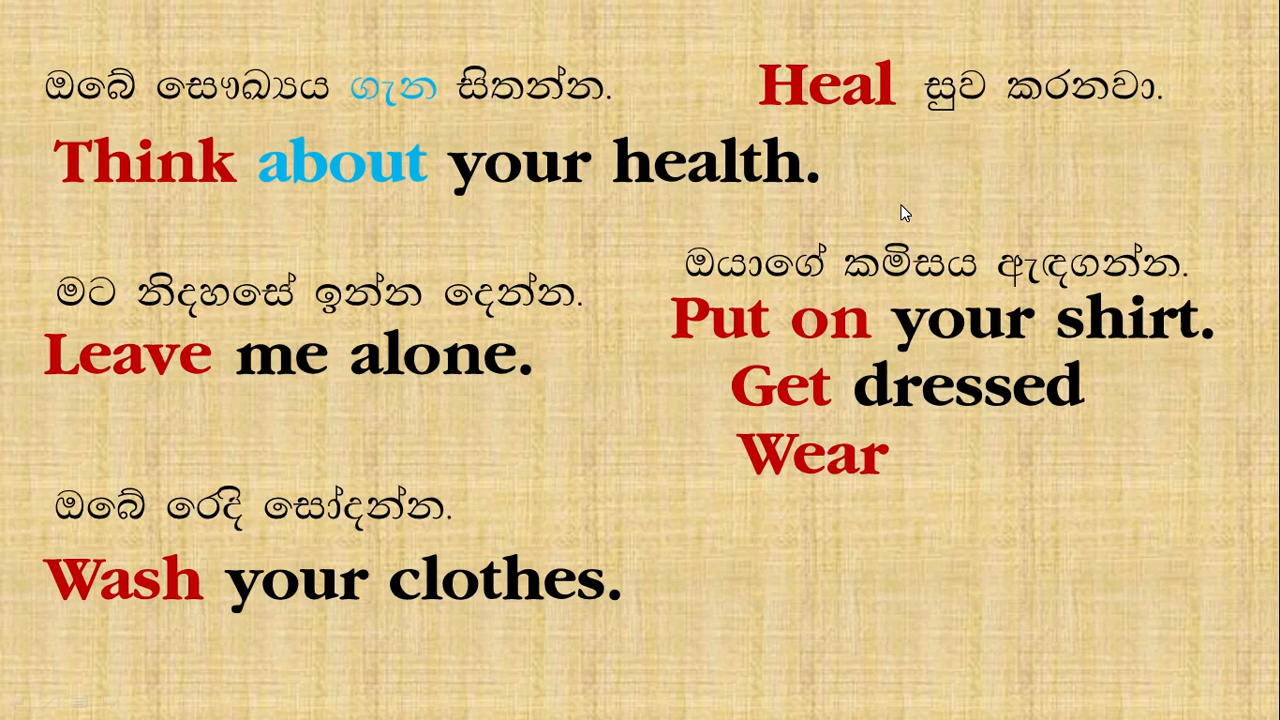 ඔබේ සෞඛ්‍යය ගැන සිතන්න.
Heal සුව කරනවා.
Think about your health.
මට නිදහසේ ඉන්න දෙන්න.
Leave me alone.
ඔයාගේ කමිසය ඇඳගන්න.
Put on your shirt.
Get dressed
Wear
ඔබේ රෙදි සෝදන්න.
Wash your clothes.